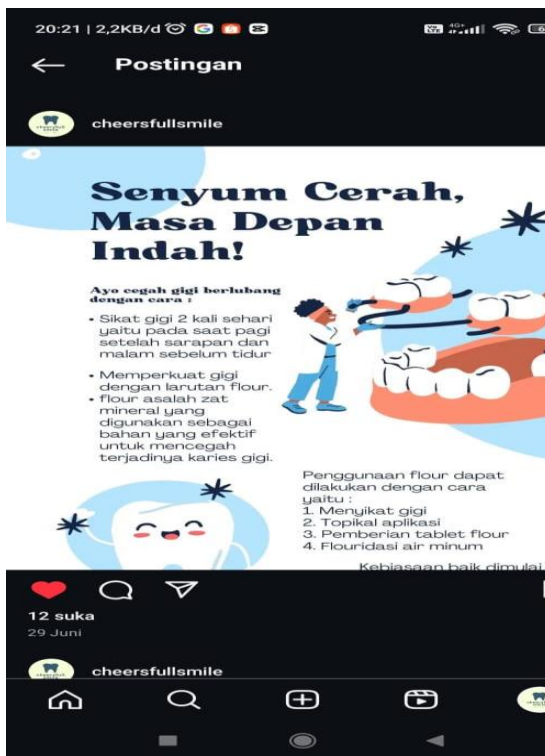 20:21 | 2,2KB/d
4G+
Postingan
cheersfullsmile
Senyum Cerah,
Masa Depan
Indah!
Ayo cegah gigi berlubang
dengan cara :
• Sikat gigi 2 kali sehari
yaitu pada saat pagi
setelah sarapan dan
malam sebelum tidur
• Memperkuat gigi
dengan larutan flour.
• flour asalah zat
mineral yang
digunakan sebagai
bahan yang efektif
untuk mencegah
terjadinya karies gigi.
Penggunaan flour dapat
dilakukan dengan cara
yaitu :
1. Menyikat gigi
2. Topikal aplikasi
3. Pemberian tablet flour
4. Flouridasi air minum
Kebiasaan baik dimulai
12 suka
29 Juni
cheersfullsmile